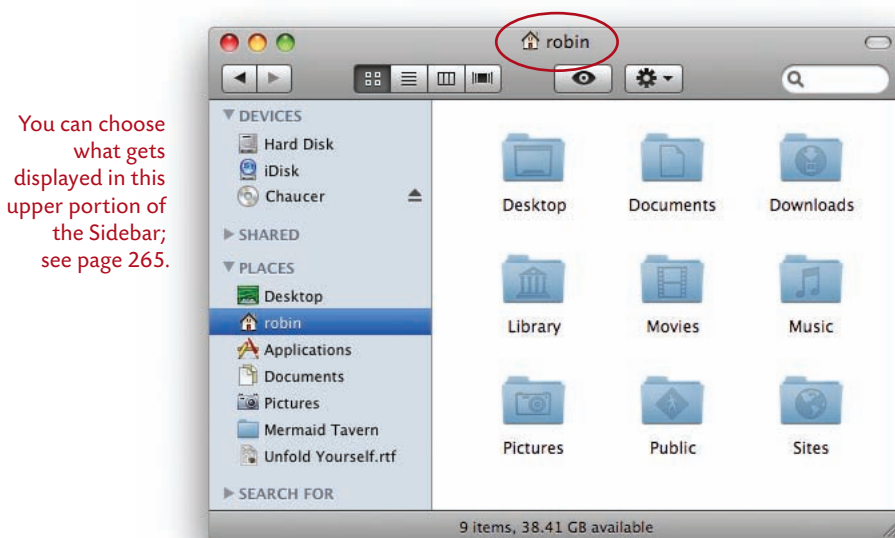 robin
You can choose
what gets
displayed in this
upper portion of
the Sidebar;
see page 265.
DEVICES
Hard Disk
iDisk
Chaucer
SHARED
PLACES
Desktop
robin
Applications
Documents
Pictures
Mermaid Tavern
Unfold Yourself.rtf
SEARCH FOR
Desktop Documents Downloads
Library Movies Music
Pictures Public Sites
9 items, 38.41 GB available